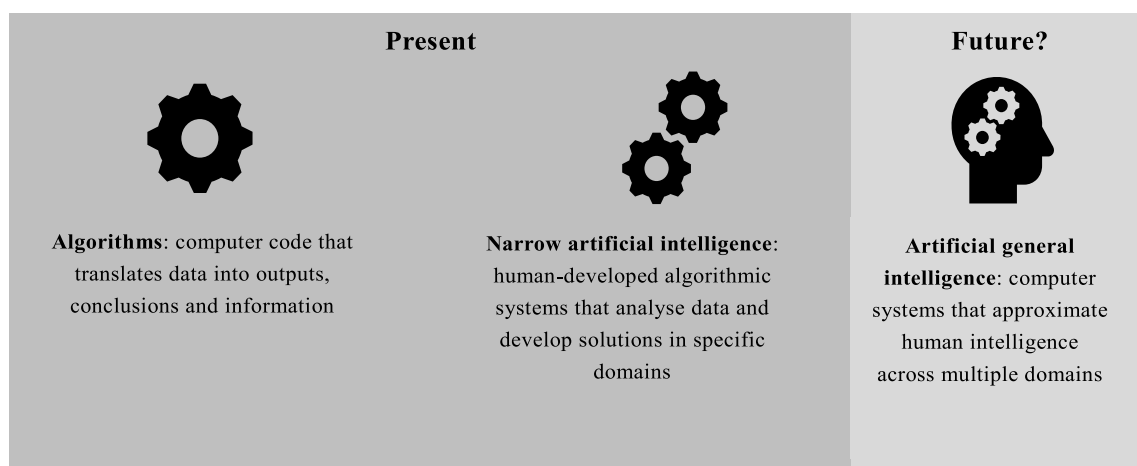 Present
Algorithms: computer code that
translates data into outputs,
conclusions and information
Narrow artificial intelligence:
human-developed algorithmic
systems that analyse data and
develop solutions in specific
domains
Future?
Artificial general
intelligence: computer
systems that approximate
human intelligence
across multiple domains